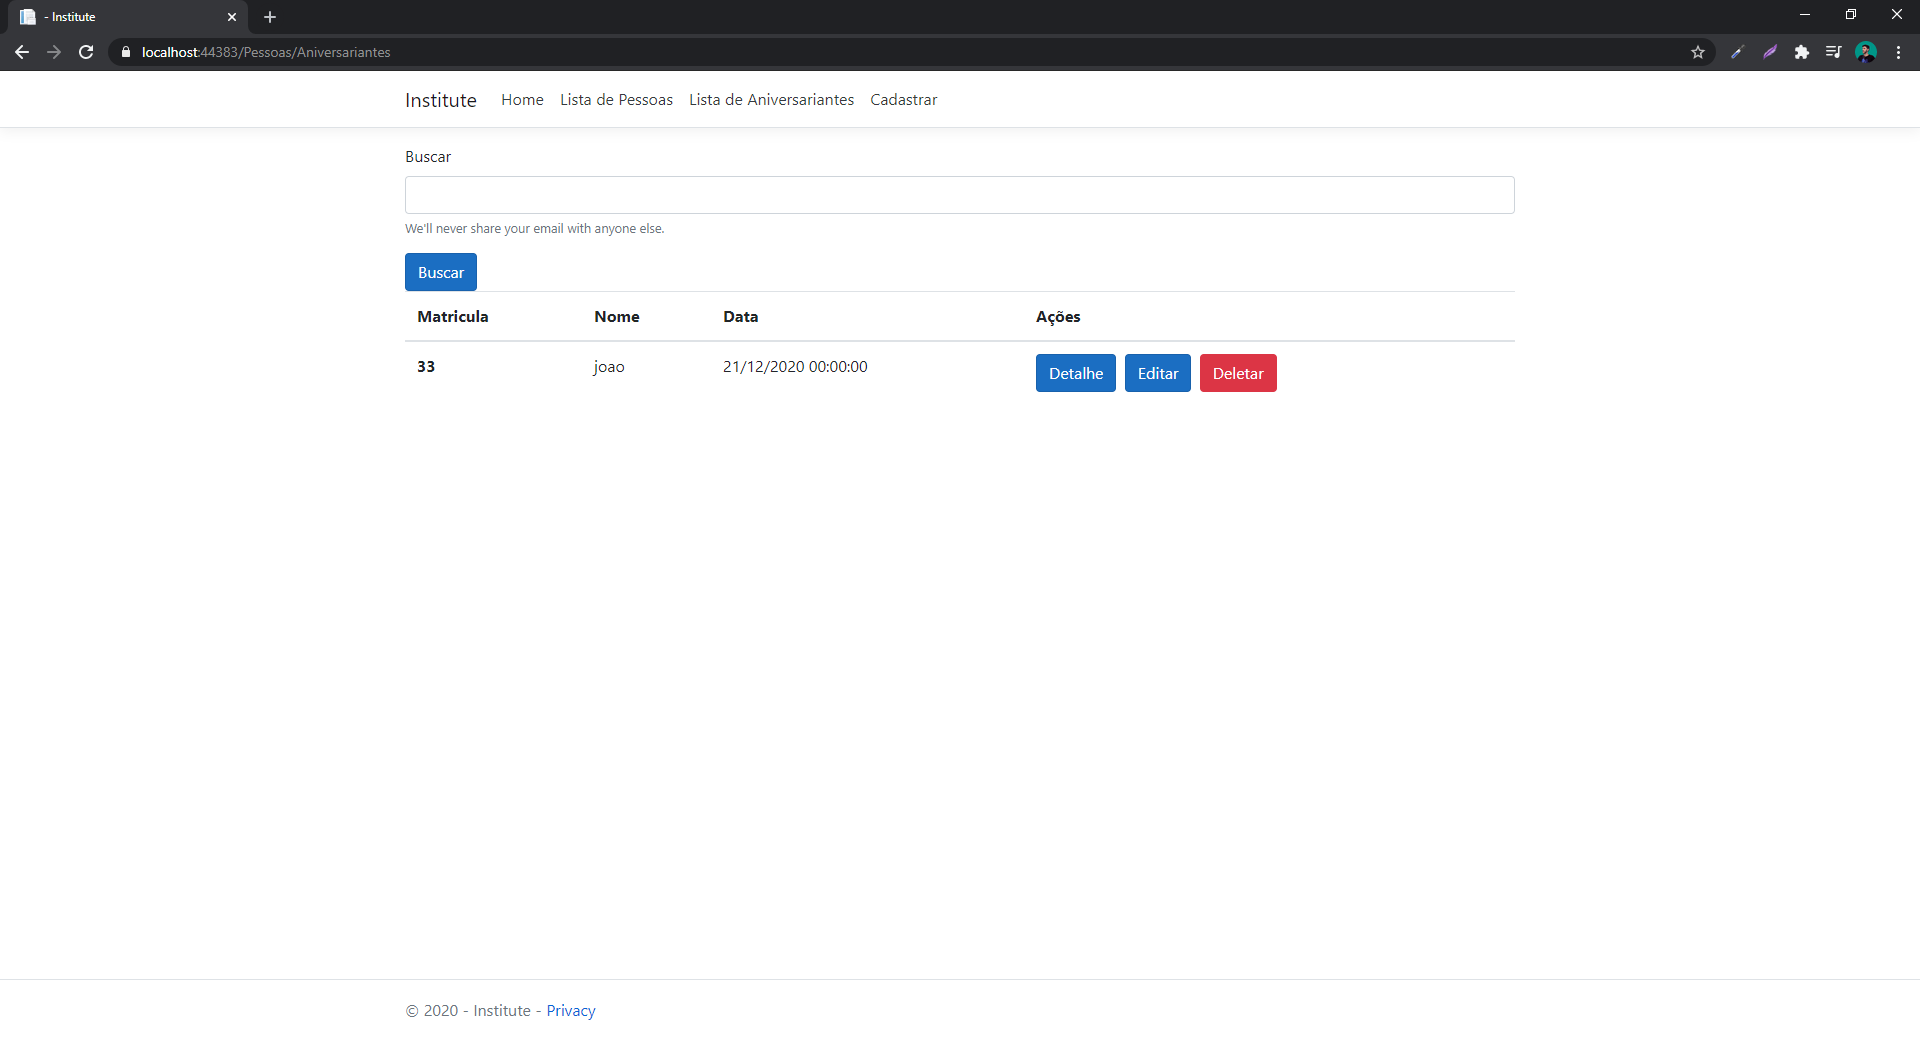 - Institute
localhost:44383/Pessoas/Aniversariantes
Institute Home Lista de Pessoas Lista de Aniversariantes Cadastrar
Buscar
We'll never share your email with anyone else.
Buscar
Matricula Nome Data Ações
33 joao 21/12/2020 00:00:00 Detalhe Editar Deletar
© 2020 - Institute - Privacy